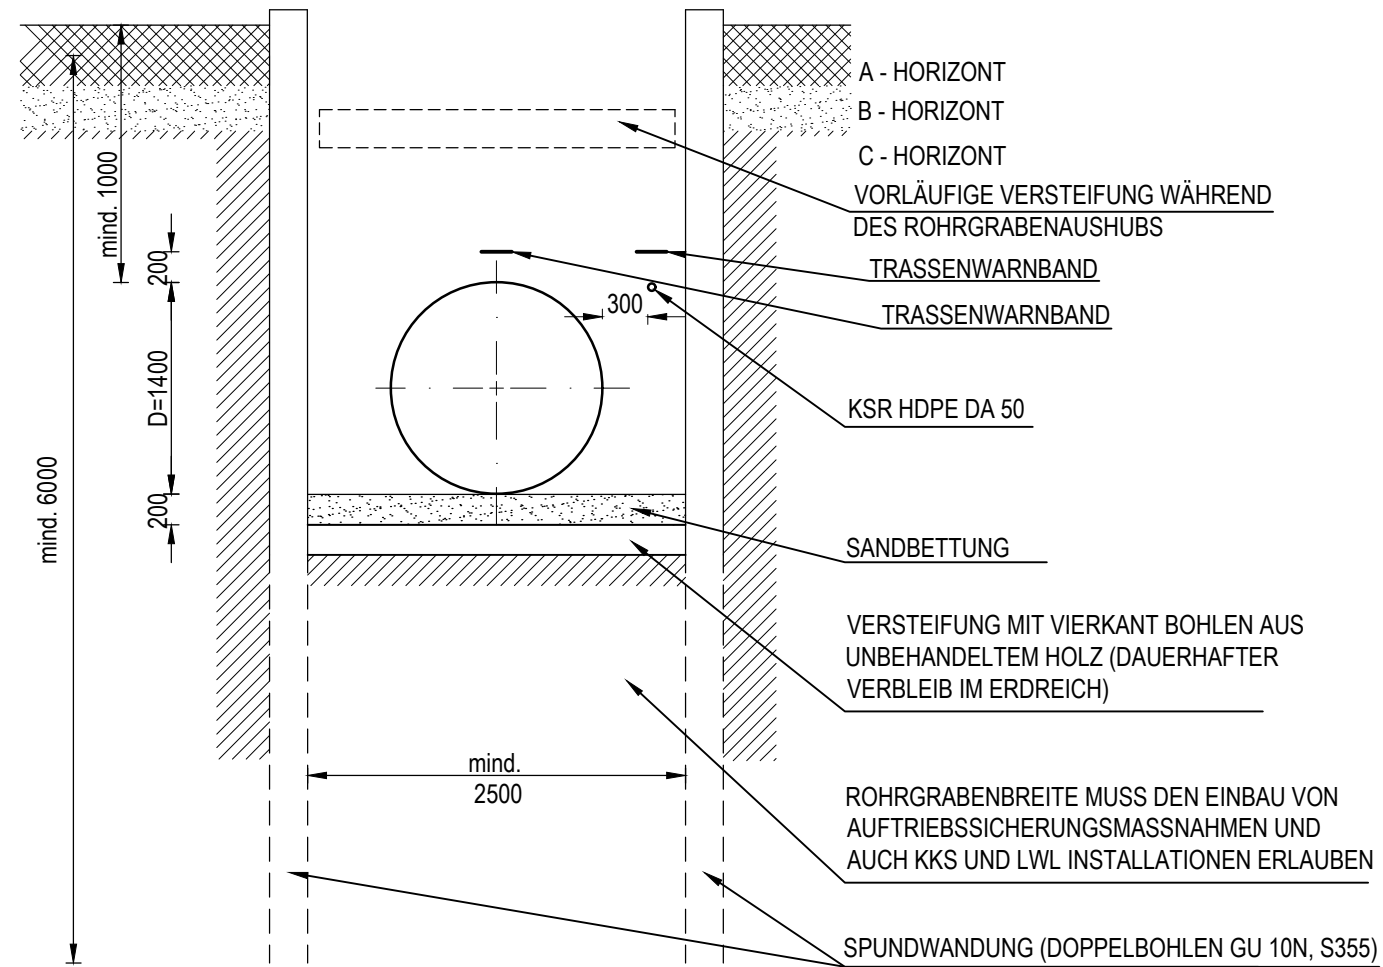 A - HORIZONT
B - HORIZONT
C - HORIZONT
VORLÄUFIGE VERSTEIFUNG WÄHREND
DES ROHRGRABENAUSHUBS
TRASSENWARNBAND
TRASSENWARNBAND
KSR HDPE DA 50
SANDBETTUNG
VERSTEIFUNG MIT VIERKANT BOHLEN AUS
UNBEHANDELTEM HOLZ (DAUERHAFTER
VERBLEIB IM ERDREICH)
ROHRGRABENBREITE MUSS DEN EINBAU VON
AUFTRIEBSSICHERUNGSMASSNAHMEN UND
AUCH KKS UND LWL INSTALLATIONEN ERLAUBEN
SPUNDWANDUNG (DOPPELBOHLEN GU 10N, S355)
mind. 6000
mind. 1000
200
D=1400
200
300
mind.
2500